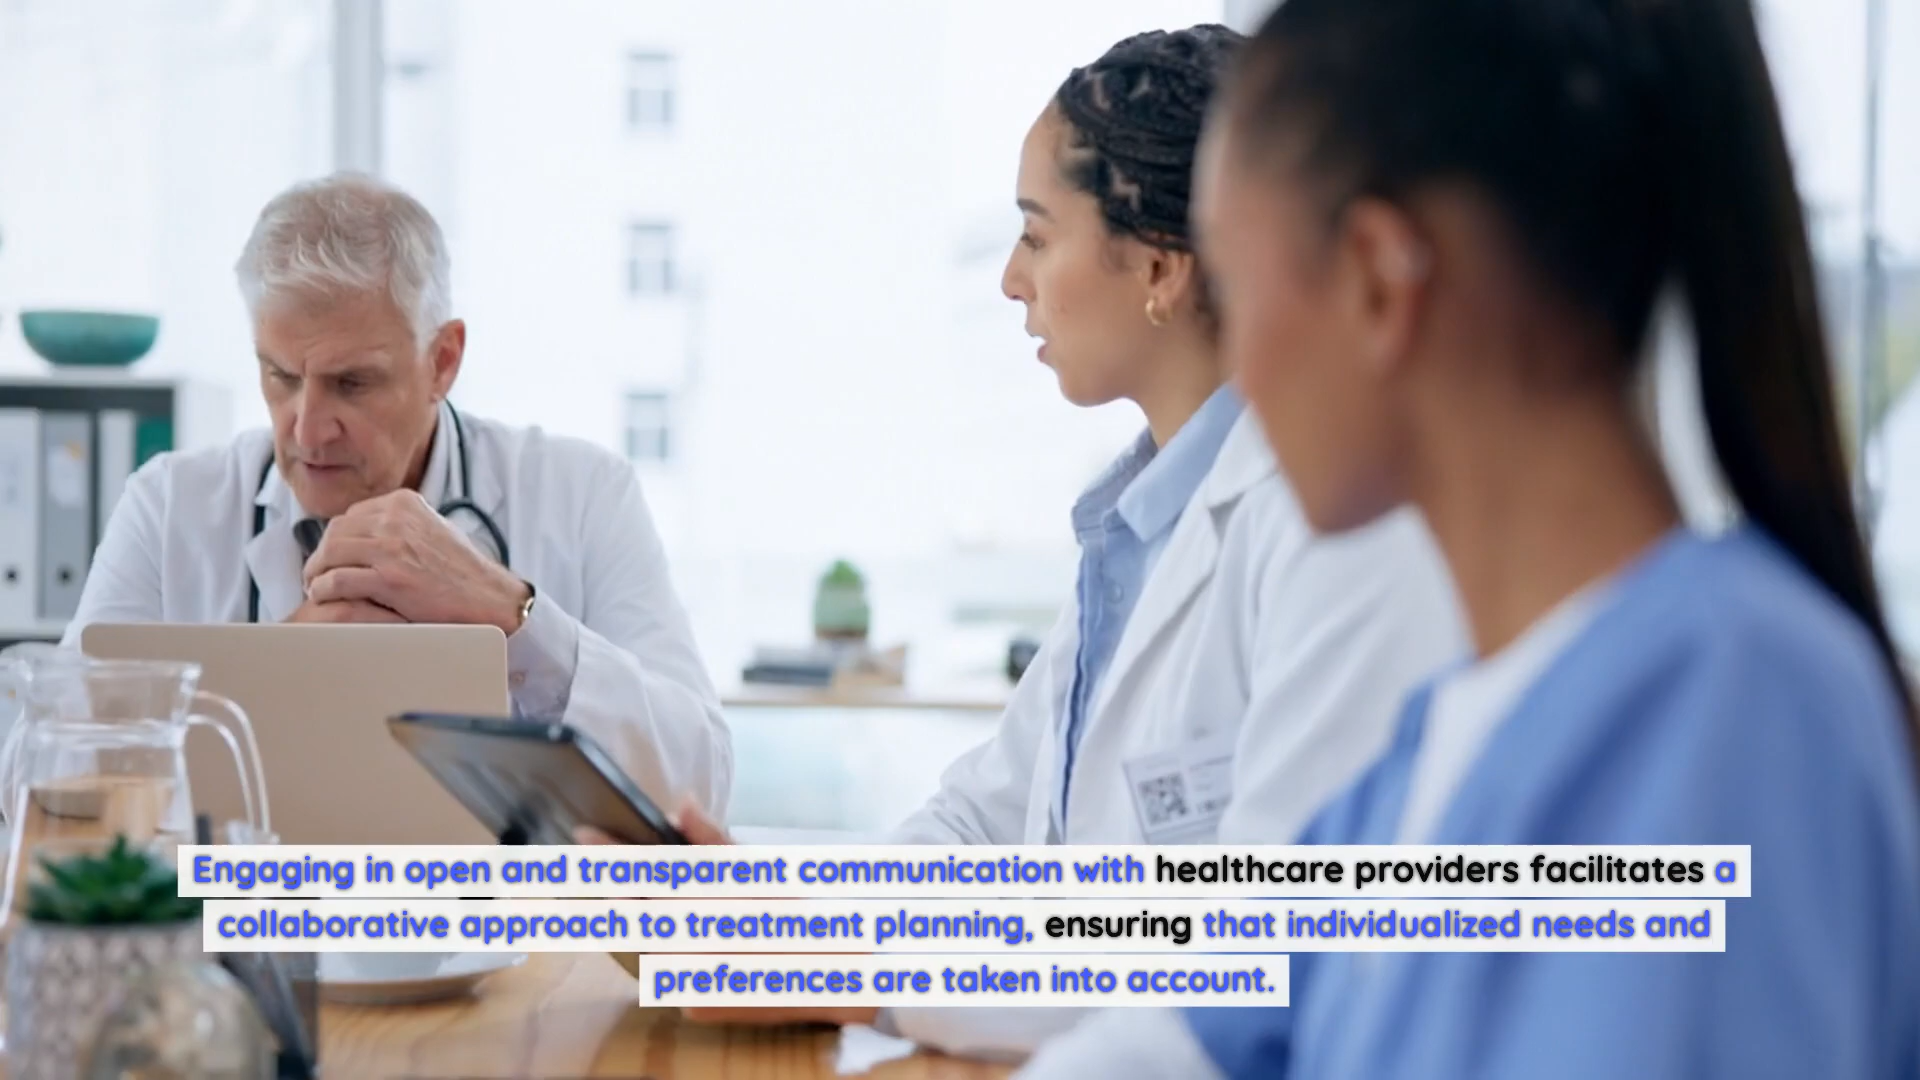 Engaging in open and transparent communication with healthcare providers facilitates a
collaborative approach to treatment planning, ensuring that individualized needs and
preferences are taken into account.